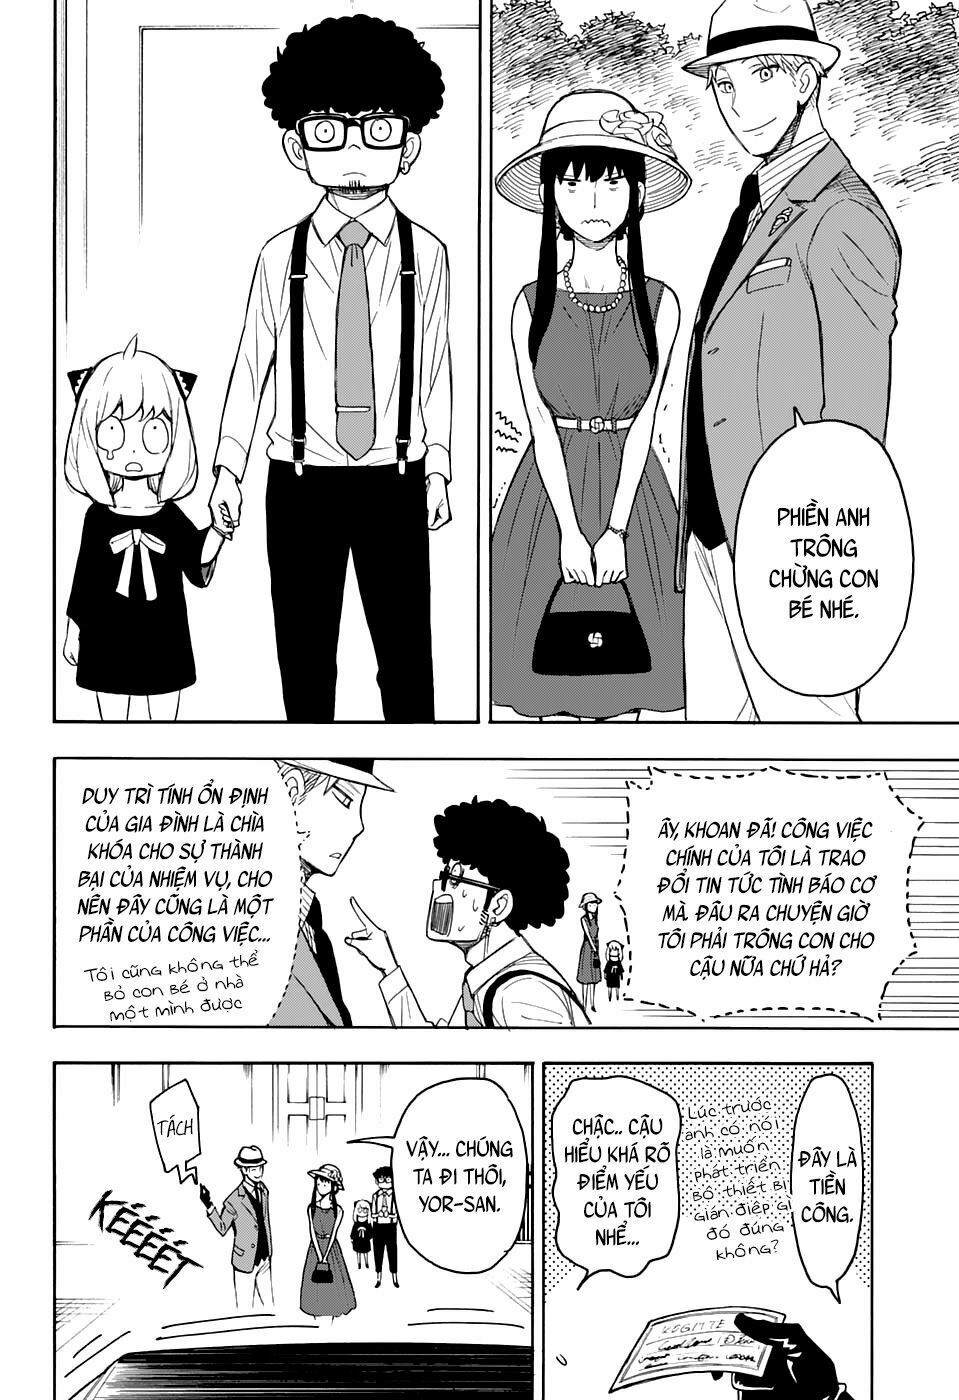 PHIỀN ANH
TRÔNG
CHỪNG CON
BÉ NHÉ.
ẤY, KHOAN ĐÃ! CÔNG VIỆC
CHÍNH CỦA TÔI LÀ TRAO
ĐỔI TIN TỨC TÌNH BÁO CƠ
MÀ. ĐÂU RA CHUYỆN GIỜ
TÔI PHẢI TRÔNG CON CHO
CẬU NỮA CHỨ HẢ?
DUY TRÌ TÍNH ỔN ĐỊNH
CỦA GIA ĐÌNH LÀ CHÌA
KHÓA CHO SỰ THÀNH
BẠI CỦA NHIỆM VỤ, CHO
NÊN ĐÂY CŨNG LÀ MỘT
PHẦN CỦA CÔNG VIỆC...
Tôi cũng không thể
bỏ con bé ở nhà
một mình được
ĐÂY LÀ
TIỀN
CÔNG.
Lúc trước
anh có nói
là muốn
phát triển
bộ thiết bị
gián điệp gì
đó đúng
không?
CHẬC.. CẬU
HIỂU KHÁ RÕ
ĐIỂM YẾU
CỦA TÔI
NHỂ...
VẬY... CHÚNG
TA ĐI THÔI,
YOR-SAN.
TÁCH
KÉÉÉÉT